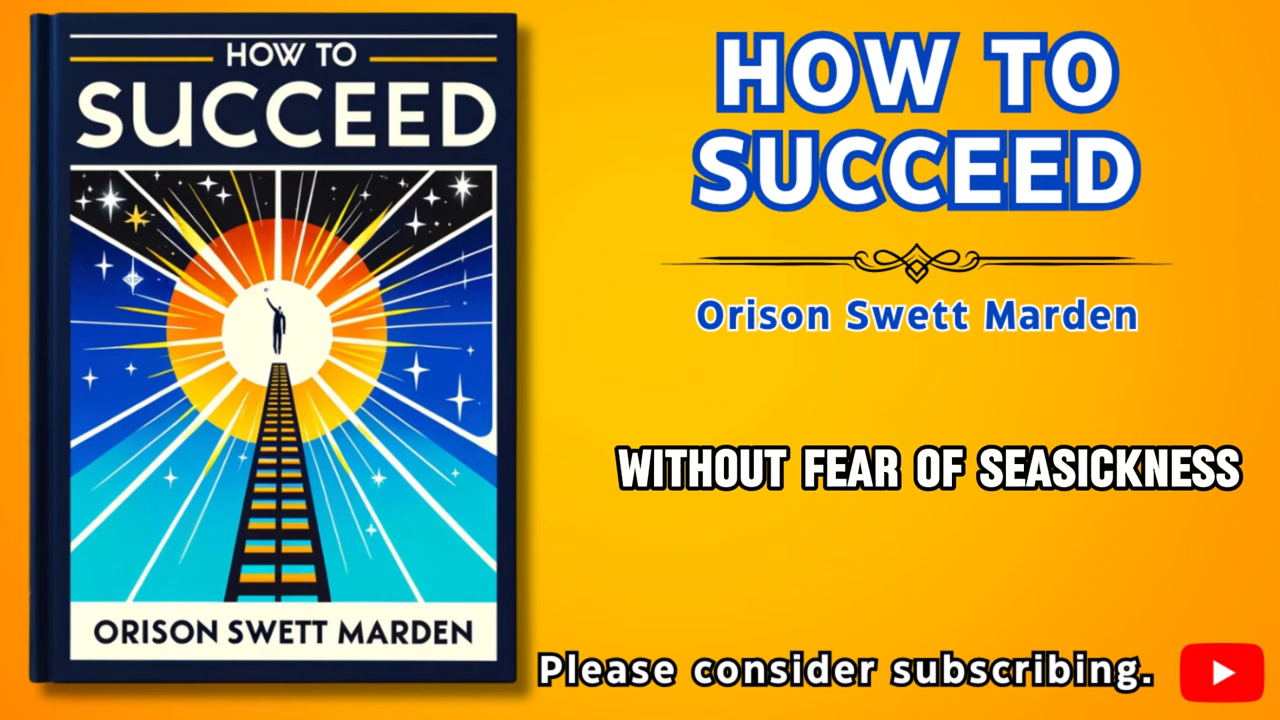 HOW TO
SUCCEED
ORISON SWETT MARDEN
HOW TO
SUCCEED
Orison Swett Marden
WITHOUT FEAR OF SEASICKNESS
Please consider subscribing.